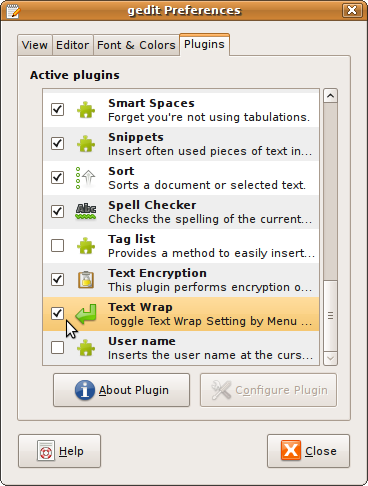 gedit Preferences
View Editor Font & Colors Plugins
Active plugins
Smart Spaces
Forget you're not using tabulations.
Snippets
Insert often used pieces of text in...
Sort
Sorts a document or selected text.
Abc
Spell Checker
Checks the spelling of the current...
Tag list
Provides a method to easily insert...
Text Encryption
This plugin performs encryption o...
Text Wrap
Toggle Text Wrap Setting by Menu ...
User name
Inserts the user name at the curs...
About Plugin Configure Plugin
Help Close